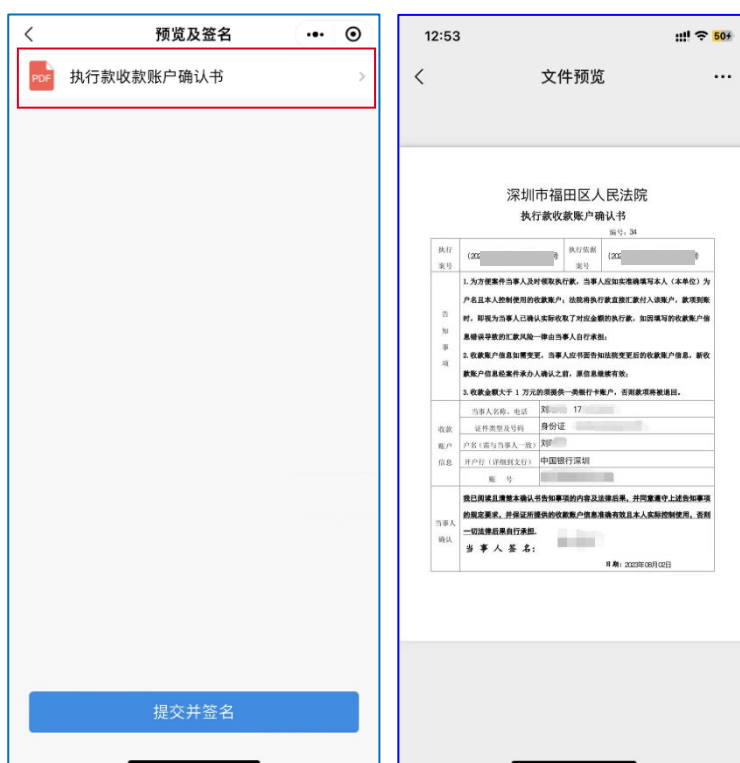 预览及签名
PDF
执行款收款账户确认书
提交并签名
12:53
50
文件预览
深圳市福田区人民法院
执行款收款账户确认书
编号: 34
执行案号
(202
执行依据案号
(202
告知事项
1. 为方便案件当事人及时领取执行款，当事人应如实准确填写本人（本单位）为
户名且本人控制使用的收款账户；法院将执行款直接汇款付入该账户，款项到账
时，即视为当事人已确认实际收取了对应金额的执行款，如因填写的收款账户信
息错误导致的汇款风险一律由当事人自行承担；
2. 收款账户信息如需变更，当事人应书面告知法院变更后的收款账户信息，新收
款账户信息经案件承办人确认之前，原信息继续有效；
3. 收款金额大于 1 万元的须提供一类银行卡账户，否则款项将被退回。
收款账户信息
当事人名称、电话
刘 17
证件类型及号码
身份证
户名（需与当事人一致）
刘
开户行（详细到支行）
中国银行深圳
账 号
当事人确认
我已阅读且清楚本确认书告知事项的内容及法律后果，并同意遵守上述告知事项
的规定要求，并保证所提供的收款账户信息准确有效且本人实际控制使用，否则
一切法律后果自行承担.
当 事 人 签 名：
日期: 2023年08月02日